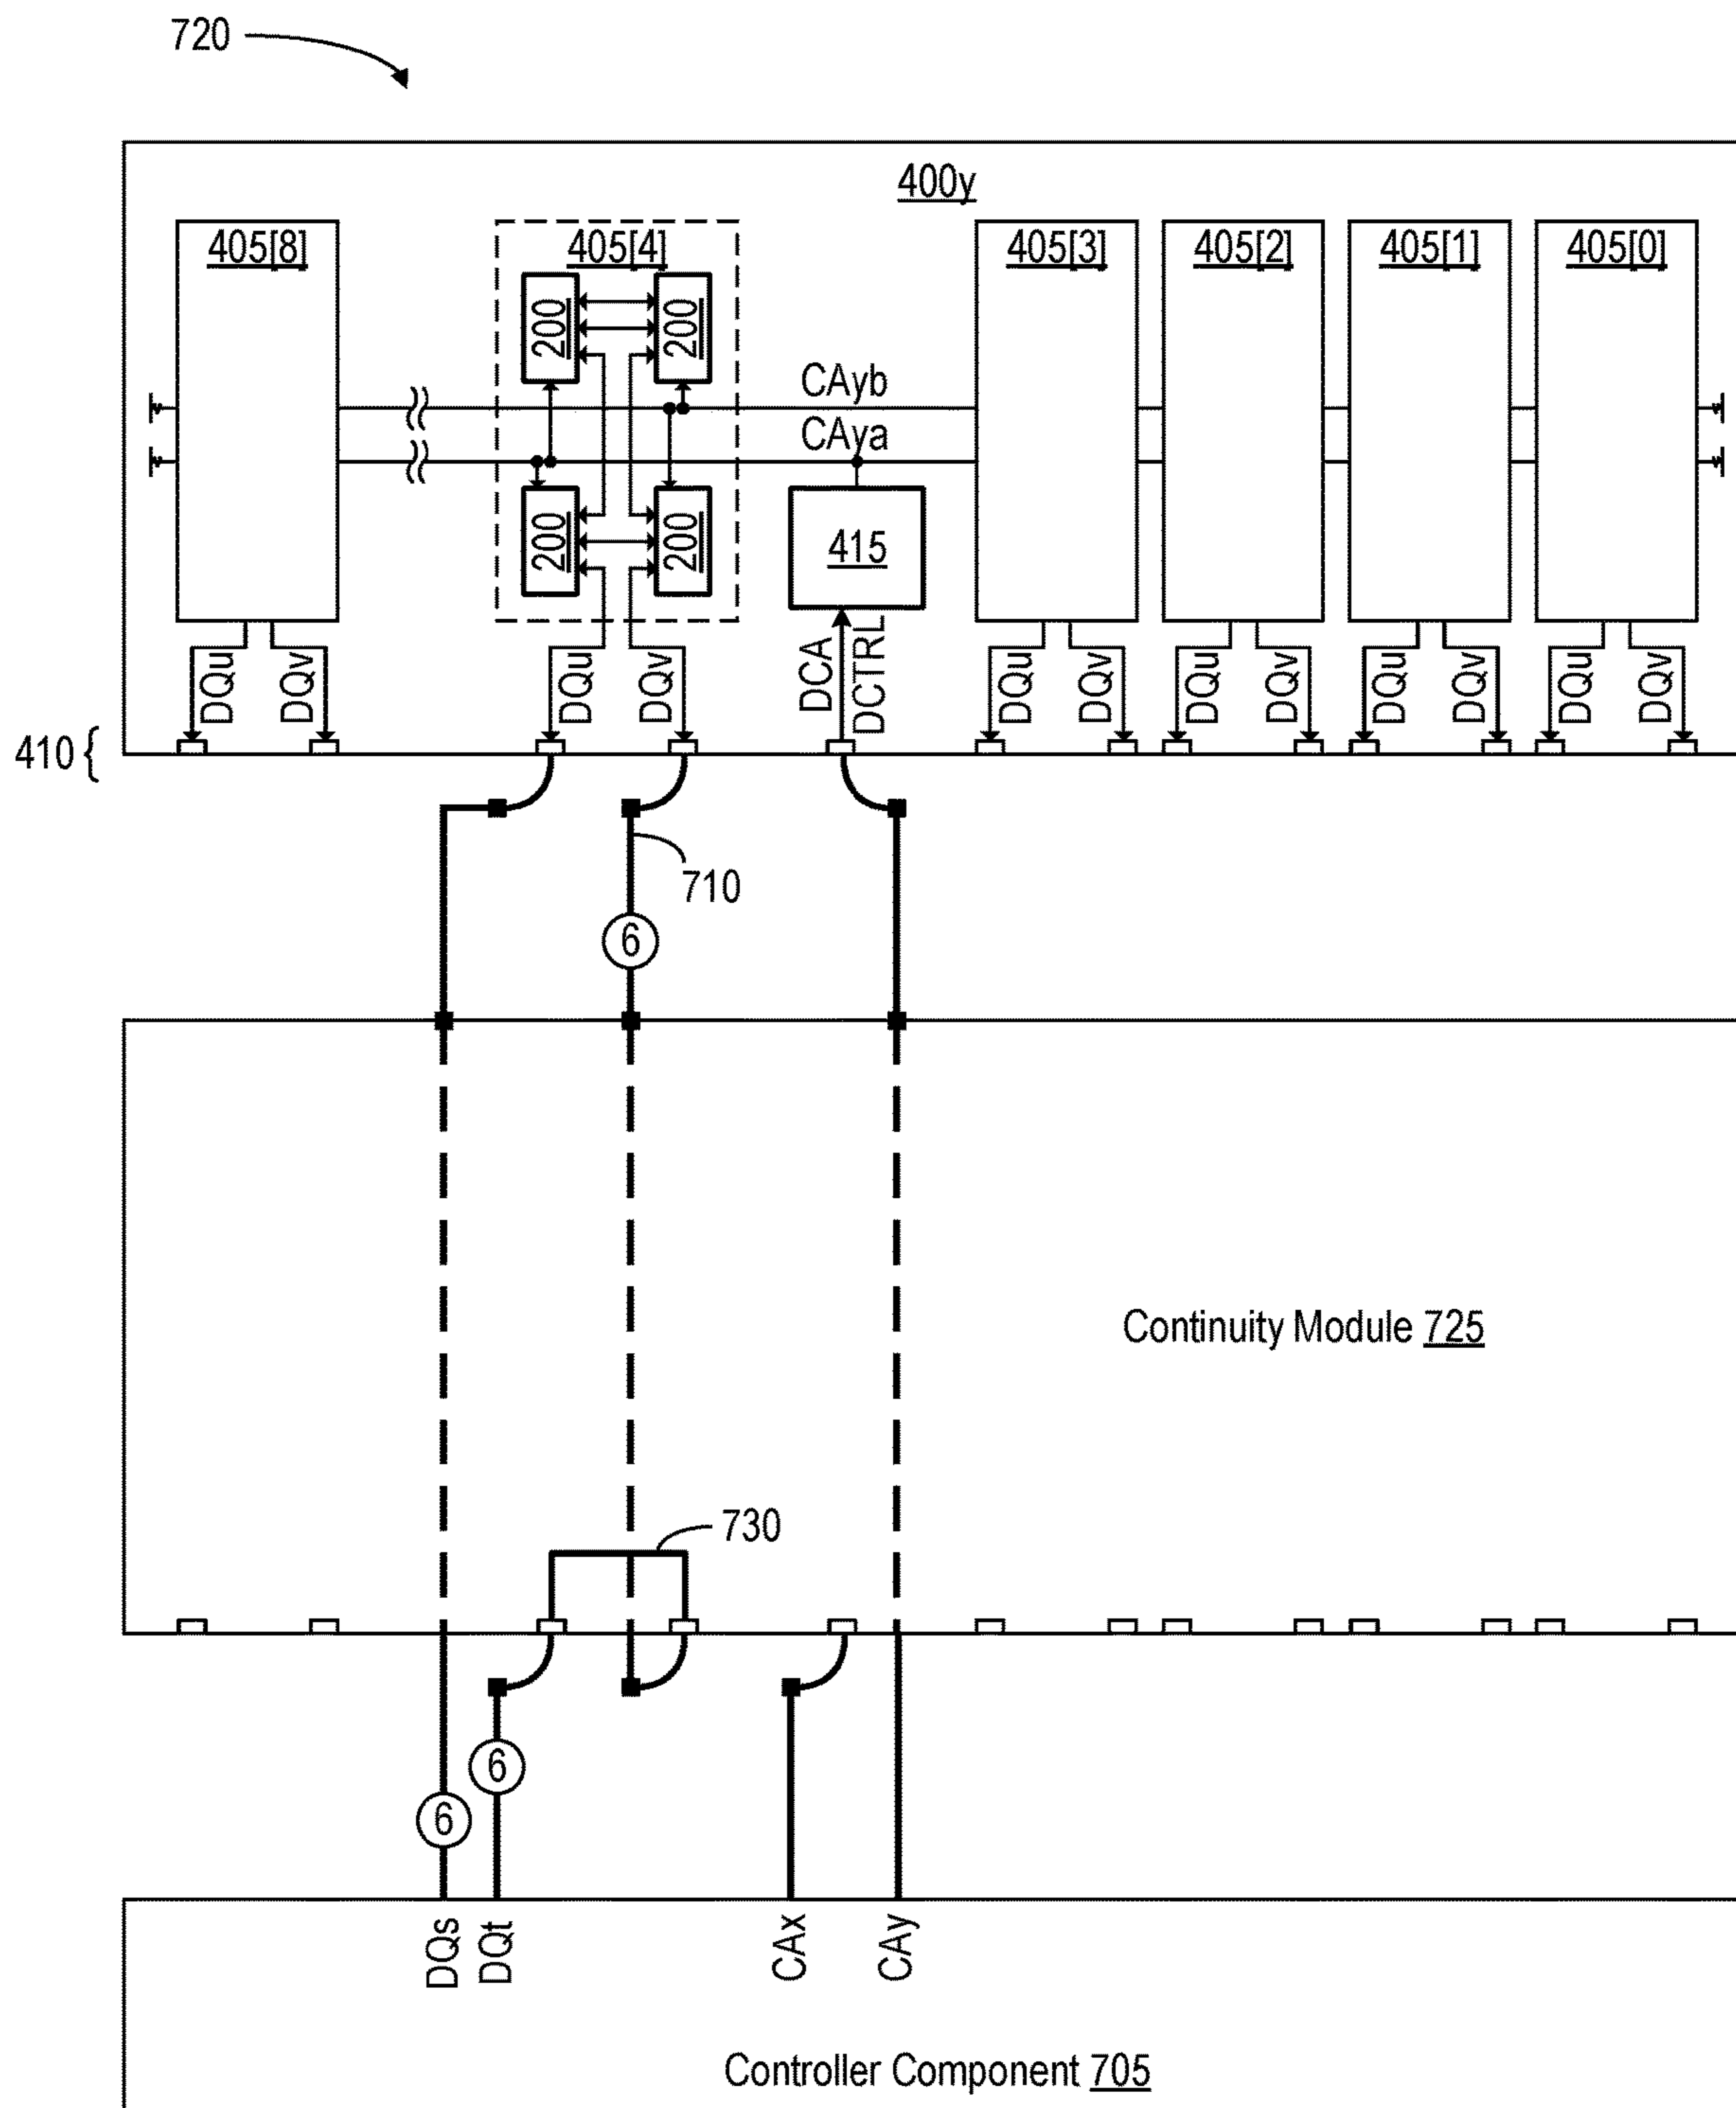 720
400y
405[8]
405[4]
405[3]
405[2]
405[1]
405[0]
200
200
CAyb
CAya
200
200
415
DCA
DCTRL
DQu
DQv
DQu
DQv
DQu
DQv
DQu
DQv
DQu
DQv
DQu
DQv
410 {
710
6
Continuity Module 725
730
6
6
DQs
DQt
CAx
CAy
Controller Component 705